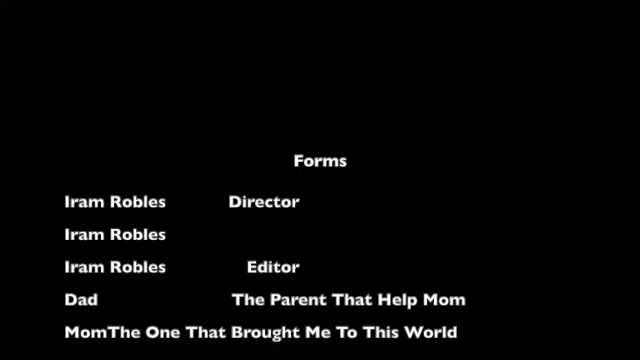 Forms
Iram Robles Director
Iram Robles
Iram Robles Editor
Dad The Parent That Help Mom
MomThe One That Brought Me To This World